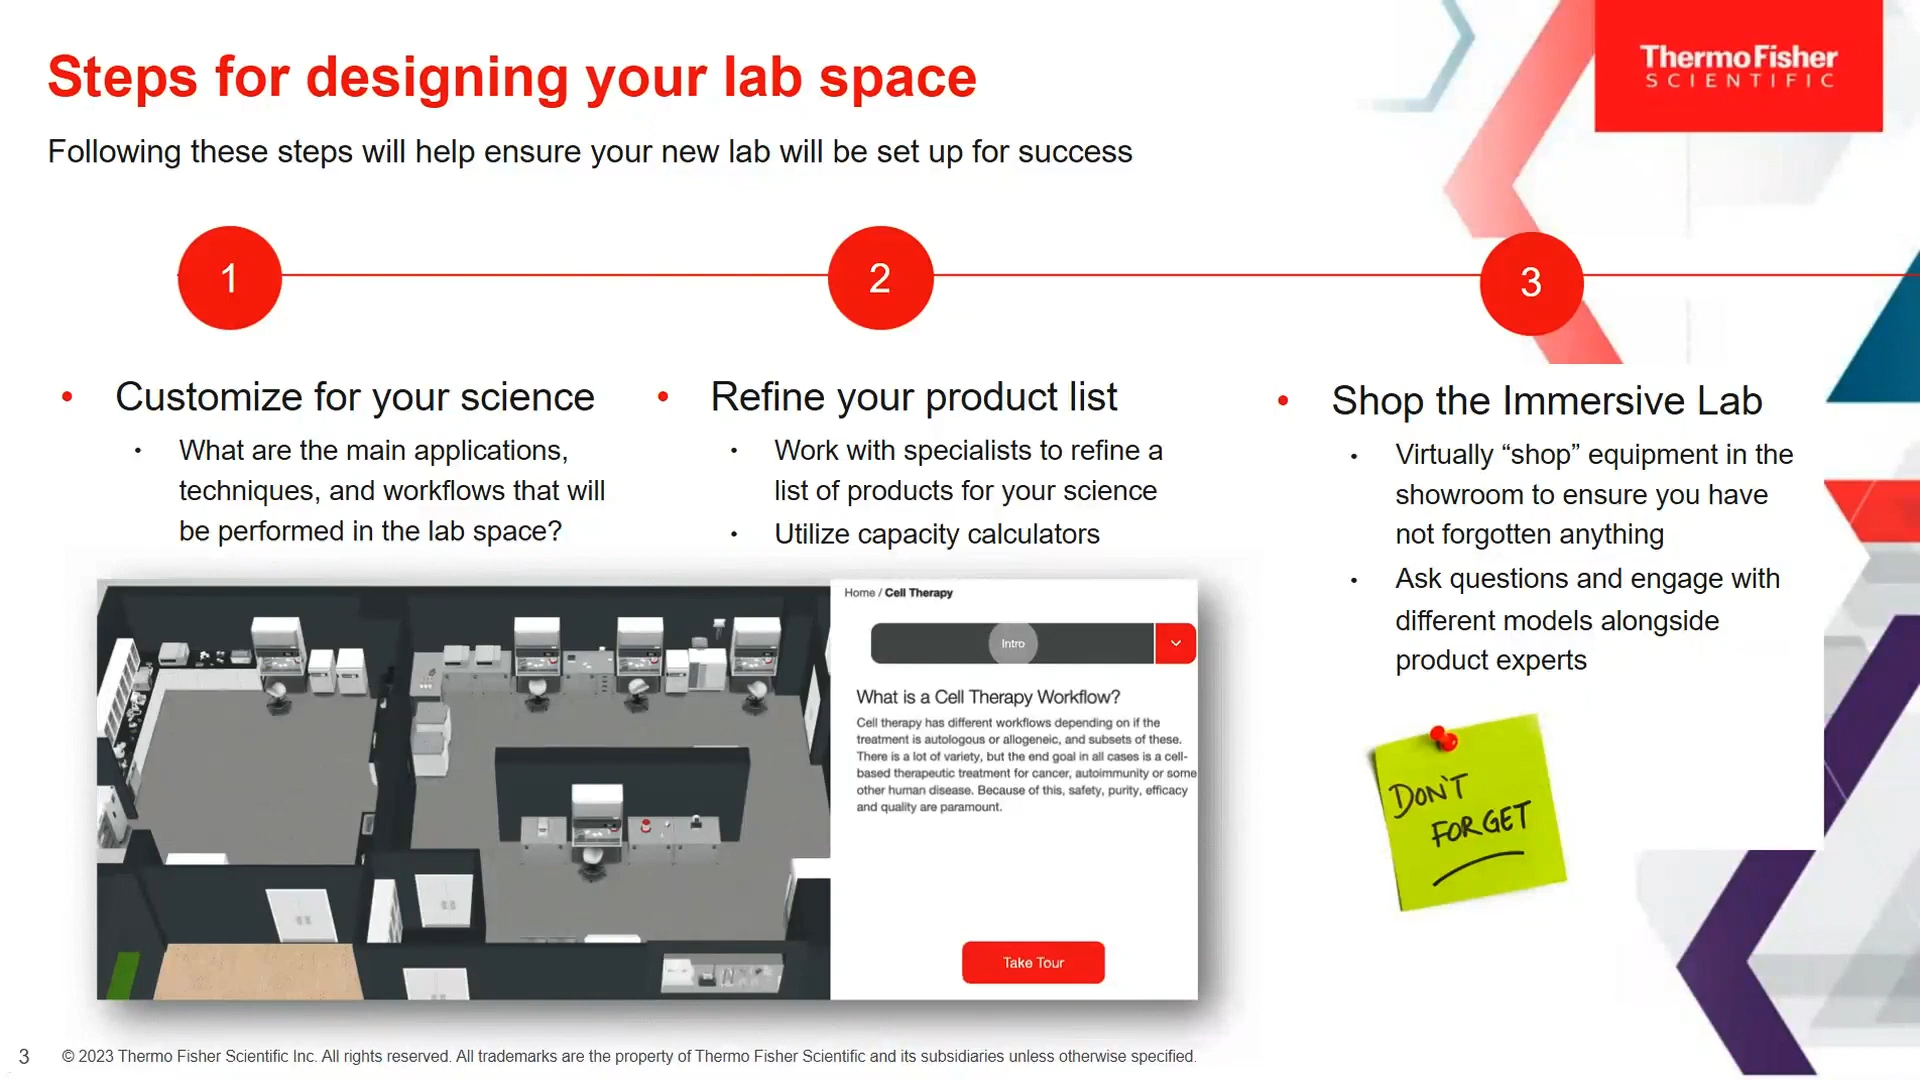 Steps for designing your lab space
ThermoFisher
SCIENTIFIC
Following these steps will help ensure your new lab will be set up for success
1
2
3
• Customize for your science
• What are the main applications,
techniques, and workflows that will
be performed in the lab space?
• Refine your product list
• Work with specialists to refine a
list of products for your science
• Utilize capacity calculators
• Shop the Immersive Lab
• Virtually “shop” equipment in the
showroom to ensure you have
not forgotten anything
• Ask questions and engage with
different models alongside
product experts
Home / Cell Therapy
Intro
What is a Cell Therapy Workflow?
Cell therapy has different workflows depending on if the
treatment is autologous or allogeneic, and subsets of these.
There is a lot of variety, but the end goal in all cases is a cell-
based therapeutic treatment for cancer, autoimmunity or some
other human disease. Because of this, safety, purity, efficacy
and quality are paramount.
Take Tour
DON'T
FORGET
3
© 2023 Thermo Fisher Scientific Inc. All rights reserved. All trademarks are the property of Thermo Fisher Scientific and its subsidiaries unless otherwise specified.